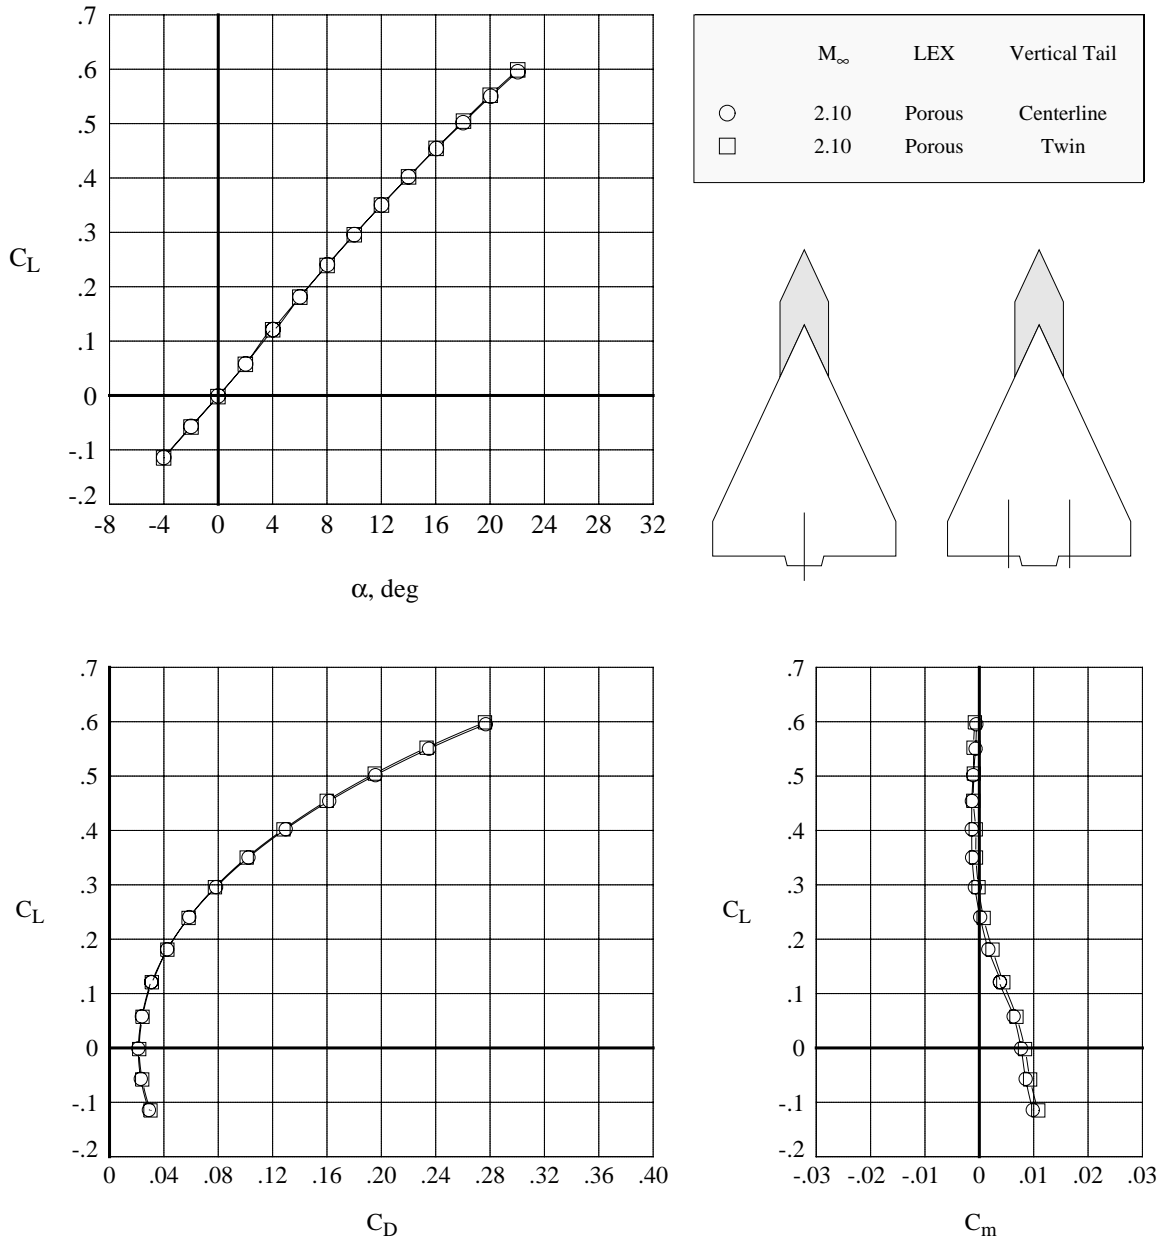 .7
.6
.5
.4
.3
.2
.1
0
-.1
-.2
C_L
-8 -4 0 4 8 12 16 20 24 28 32
α, deg
M∞ LEX Vertical Tail
2.10 Porous Centerline
2.10 Porous Twin
.7
.6
.5
.4
.3
.2
.1
0
-.1
-.2
C_L
0 .04 .08 .12 .16 .20 .24 .28 .32 .36 .40
C_D
.7
.6
.5
.4
.3
.2
.1
0
-.1
-.2
C_L
-.03 -.02 -.01 0 .01 .02 .03
C_m